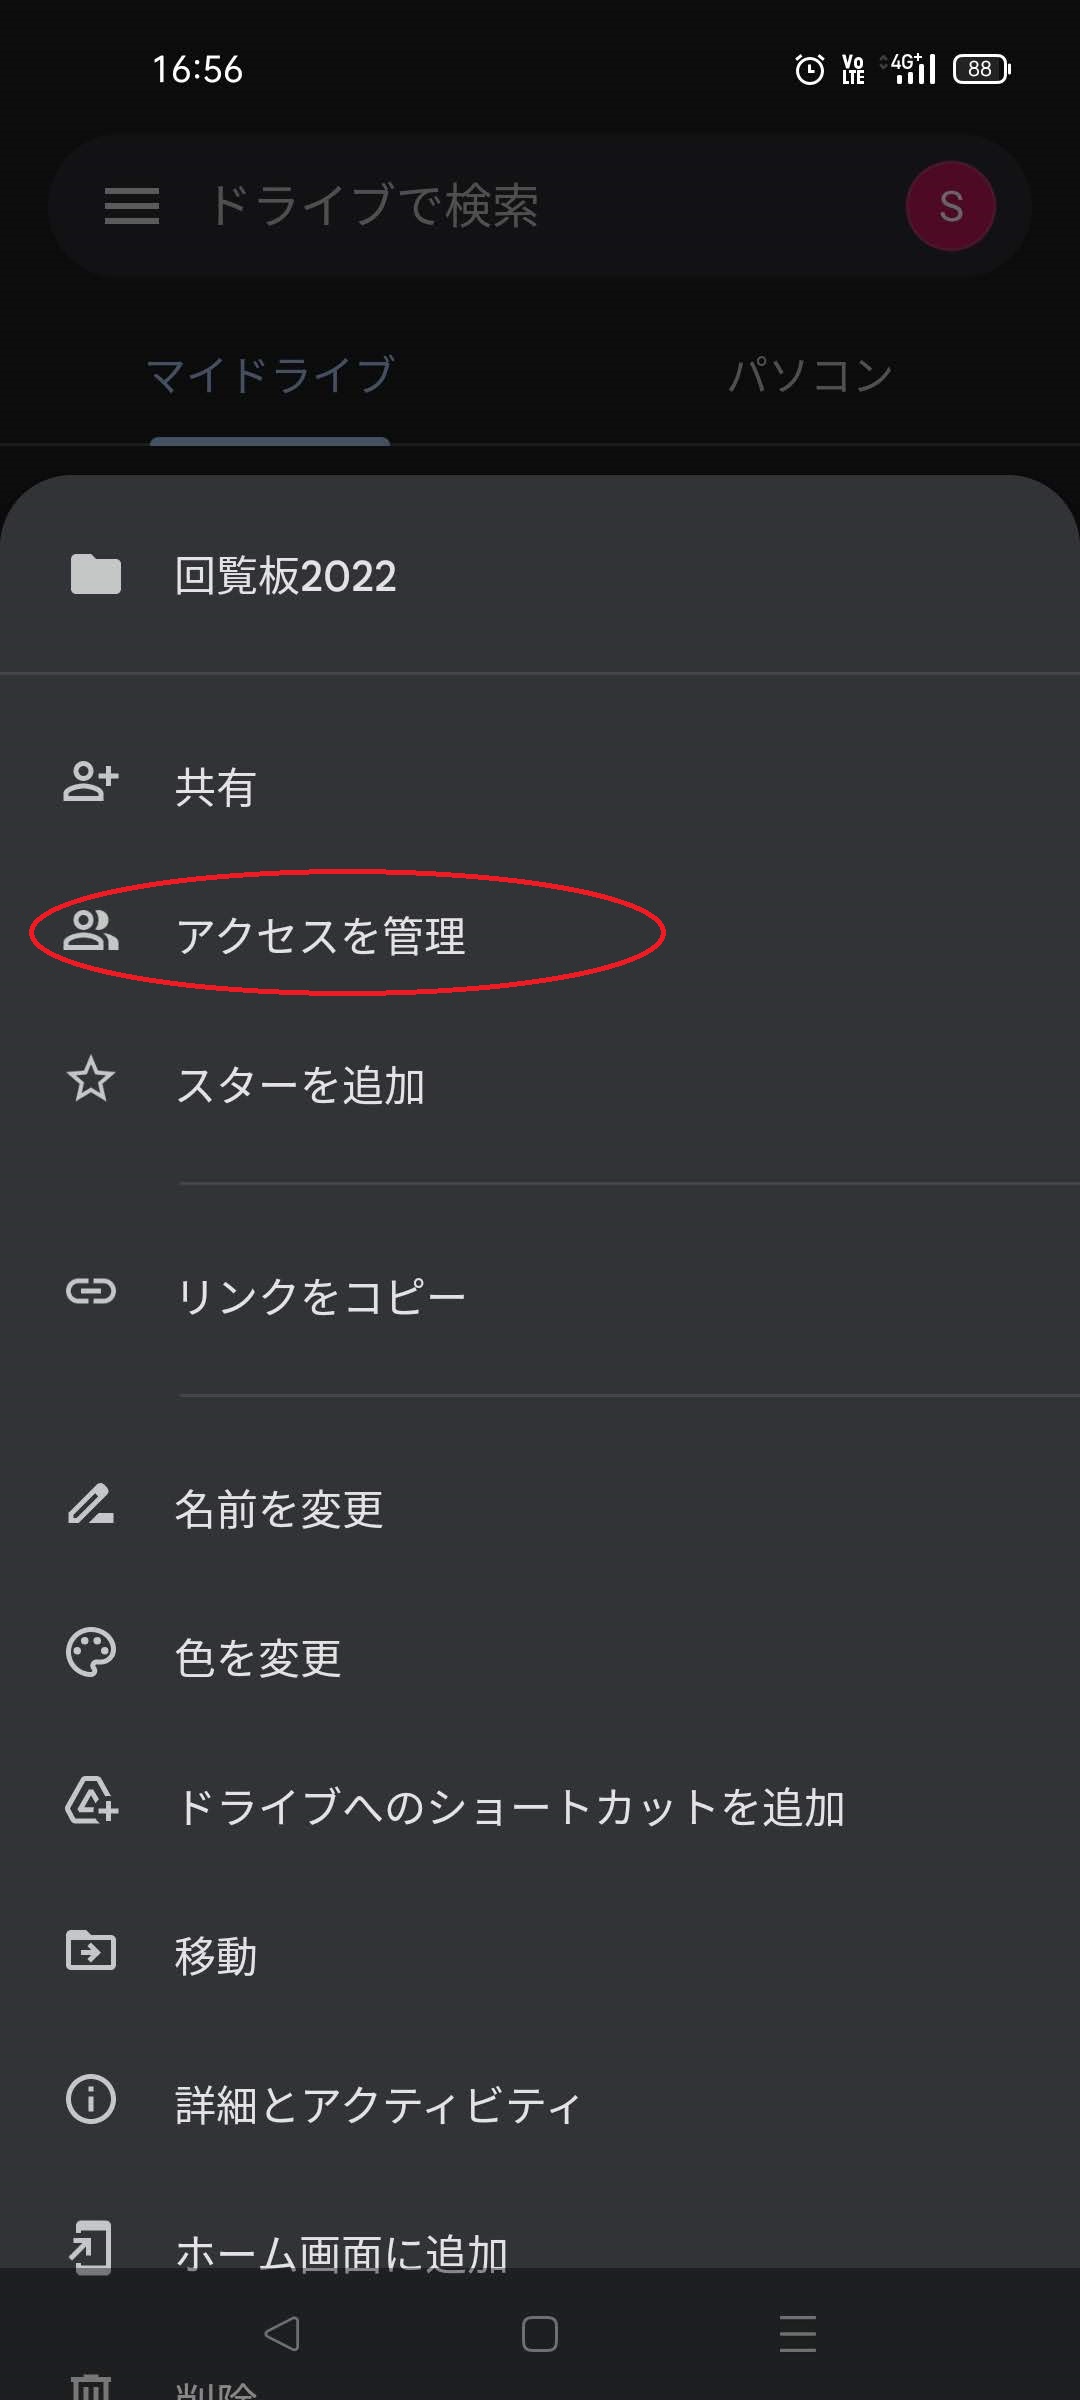 16:56
Vo LTE 4G+ 88
ドライブで検索
S
マイドライブ
パソコン
回覧板2022
共有
アクセスを管理
スターを追加
リンクをコピー
名前を変更
色を変更
ドライブへのショートカットを追加
移動
詳細とアクティビティ
ホーム画面に追加
削除